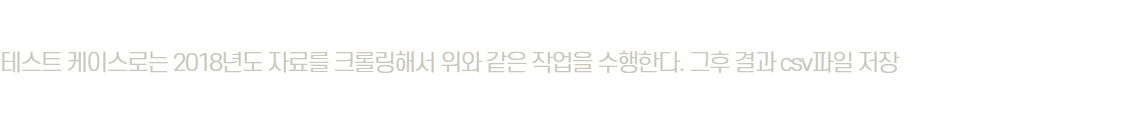 테스트 케이스로는 2018년도 자료를 크롤링해서 위와 같은 작업을 수행한다. 그후 결과 csv파일 저장